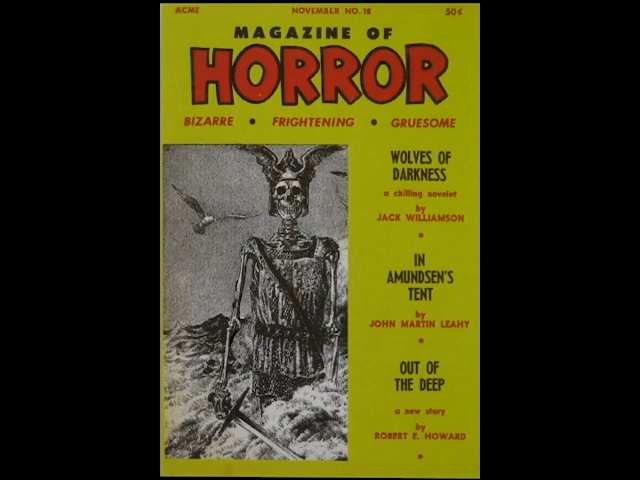 ACMI
NOVEMBER NO. 18
50¢
MAGAZINE OF
HORROR
BIZARRE • FRIGHTENING • GRUESOME
WOLVES OF
DARKNESS
a chilling novelet
by
JACK WILLIAMSON
IN
AMUNDSEN'S
TENT
by
JOHN MARTIN LEAHY
OUT OF
THE DEEP
a new story
by
ROBERT E. HOWARD